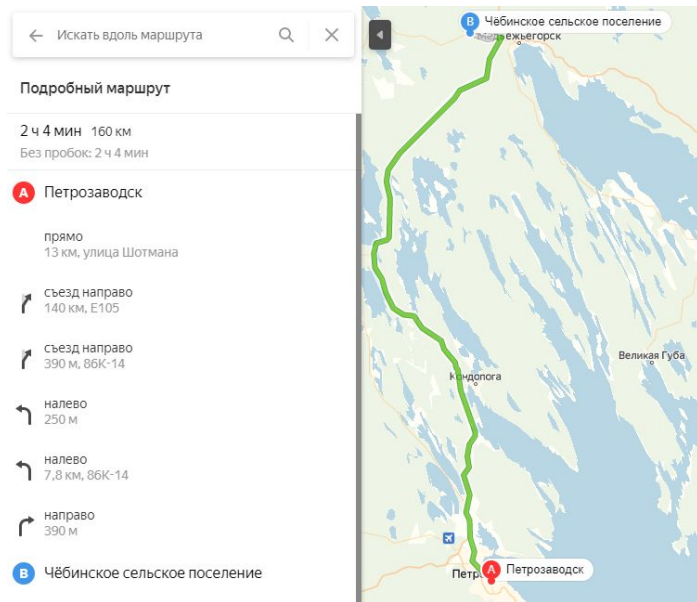 Искать вдоль маршрута
Подробный маршрут
2 ч 4 мин 160 км
Без пробок: 2 ч 4 мин
A Петрозаводск
прямо
13 км, улица Шотмана
съезд направо
140 км, E105
съезд направо
390 м, 86К-14
налево
250 м
налево
7,8 км, 86К-14
направо
390 м
B Чёбинское сельское поселение
B Чёбинское сельское поселение
Медвежьегорск
Великая Губа
Кондопога
A Петрозаводск
Петр